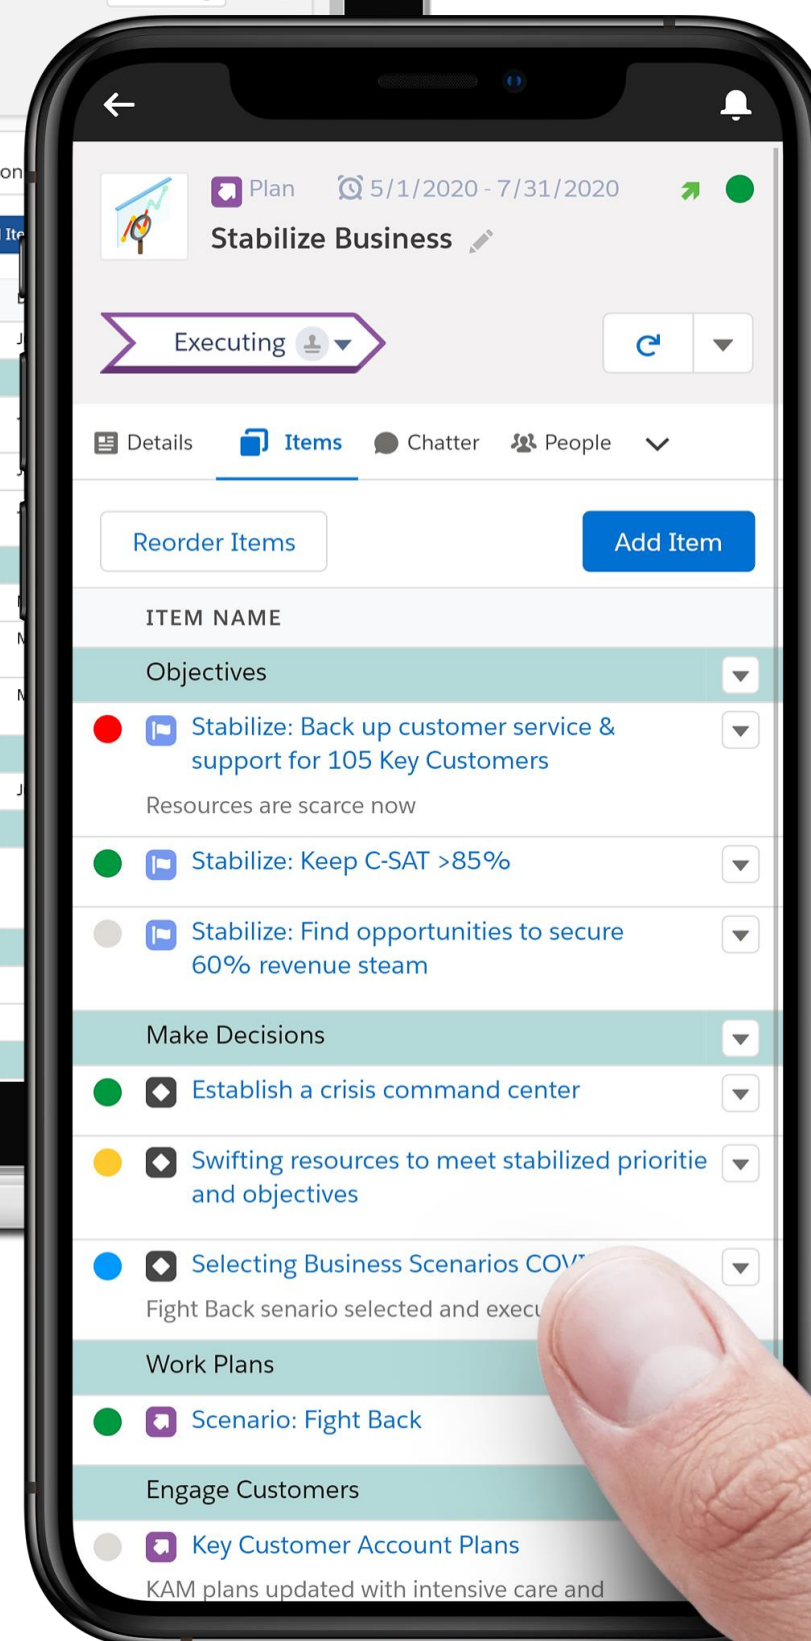 Plan 5/1/2020 - 7/31/2020
Stabilize Business
Executing
Details Items Chatter People
Reorder Items Add Item
ITEM NAME
Objectives
Stabilize: Back up customer service &
support for 105 Key Customers
Resources are scarce now
Stabilize: Keep C-SAT >85%
Stabilize: Find opportunities to secure
60% revenue steam
Make Decisions
Establish a crisis command center
Swifting resources to meet stabilized prioritie
and objectives
Selecting Business Scenarios
Fight Back senario selected and
Work Plans
Scenario: Fight Back
Engage Customers
Key Customer Account Plans
KAM plans updated with intensive care and